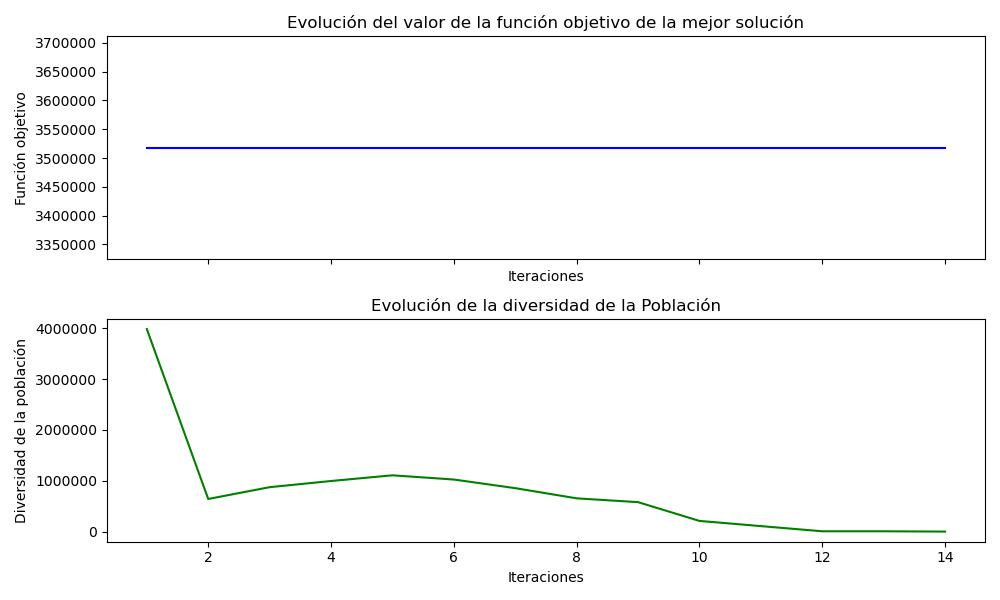 Evolución del valor de la función objetivo de la mejor solución
3700000
3650000
3600000
3550000
3500000
3450000
3400000
3350000
Función objetivo
Iteraciones
Evolución de la diversidad de la Población
4000000
3000000
2000000
1000000
0
Diversidad de la población
2 4 6 8 10 12 14
Iteraciones